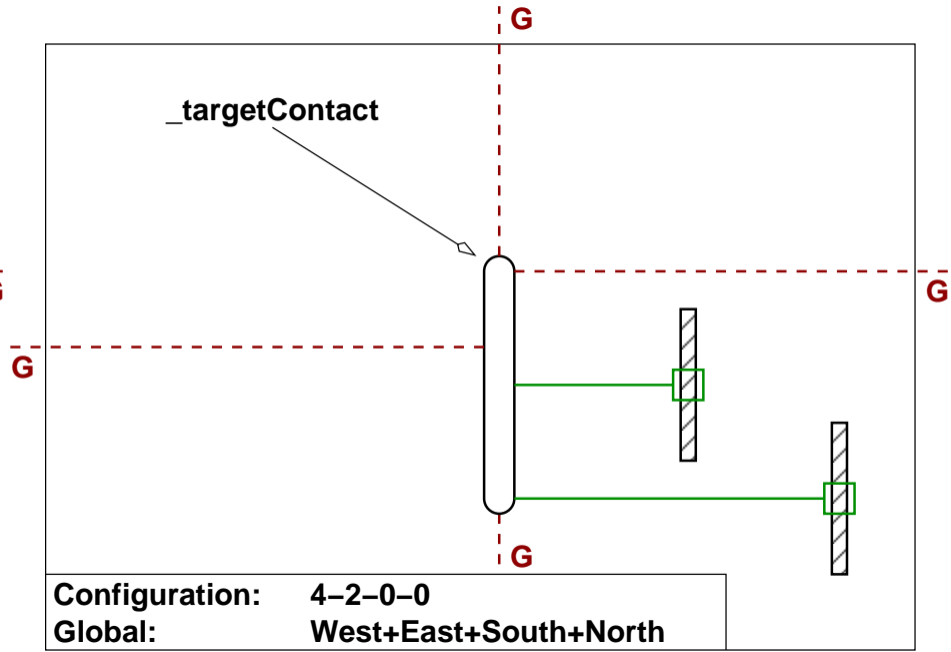 G
_targetContact
G
G
G
G
Configuration: 4–2–0–0
Global: West+East+South+North